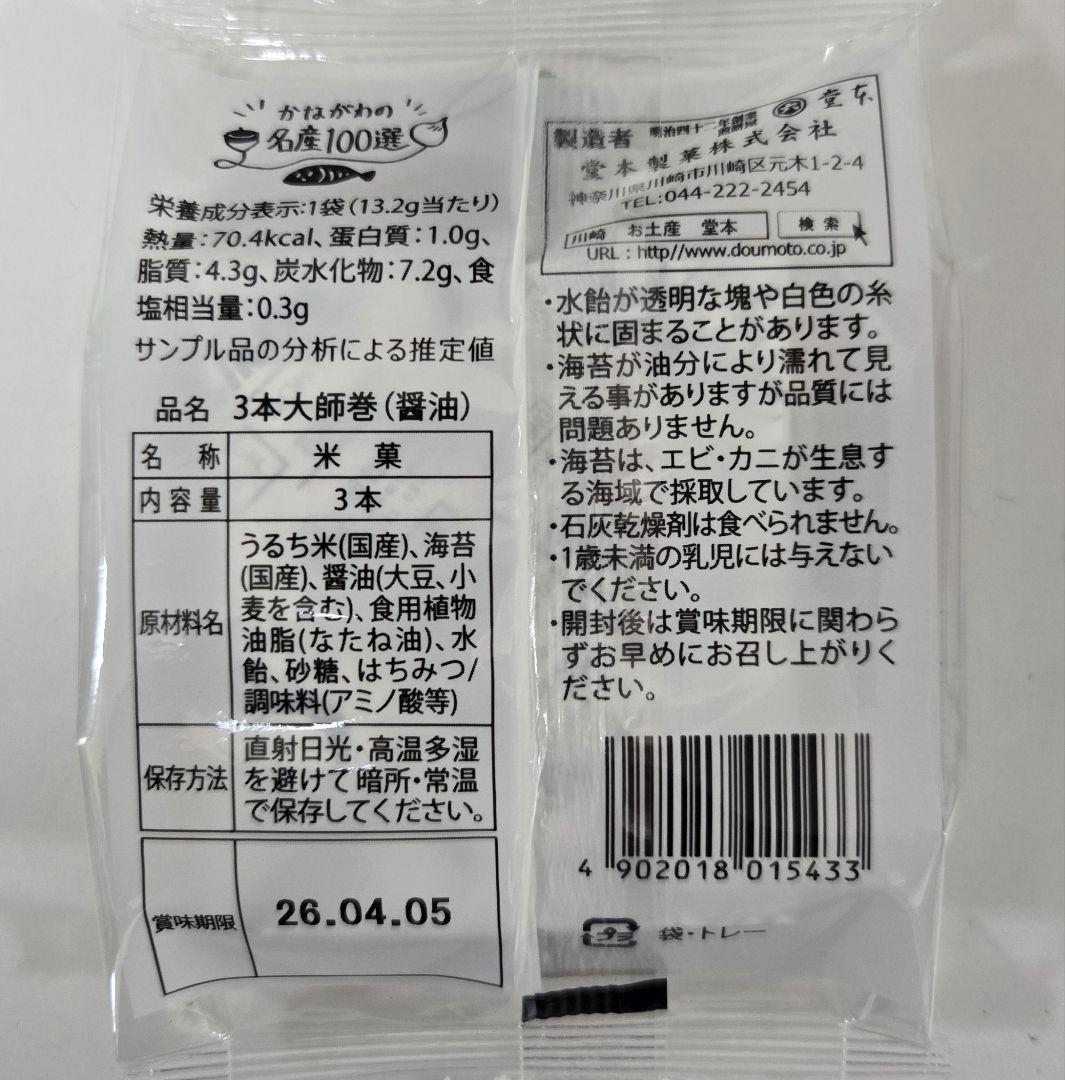 かながわの
名産100選
栄養成分表示:1袋(13.2g当たり)
熱量:70.4kcal、蛋白質:1.0g、
脂質:4.3g、炭水化物:7.2g、食
塩相当量:0.3g
サンプル品の分析による推定値
品名 3本大師巻(醤油)
名 称 米 菓
内容量 3本
原材料名
うるち米(国産)、海苔
(国産)、醤油(大豆、小
麦を含む)、食用植物
油脂(なたね油)、水
飴、砂糖、はちみつ/
調味料(アミノ酸等)
保存方法
直射日光・高温多湿
を避けて暗所・常温
で保存してください。
賞味期限 26.04.05
製造者 明治四十二年創業
煎餅 堂本
堂本製菓株式会社
神奈川県川崎市川崎区元木1-2-4
TEL:044-222-2454
川崎 お土産 堂本 検索
URL:http//www.doumoto.co.jp
・水飴が透明な塊や白色の糸
状に固まることがあります。
・海苔が油分により濡れて見
える事がありますが品質には
問題ありません。
・海苔は、エビ・カニが生息す
る海域で採取しています。
・石灰乾燥剤は食べられません。
・1歳未満の乳児には与えない
でください。
・開封後は賞味期限に関わら
ずお早めにお召し上がりく
ださい。
4 902018 015433
プラ 袋・トレー